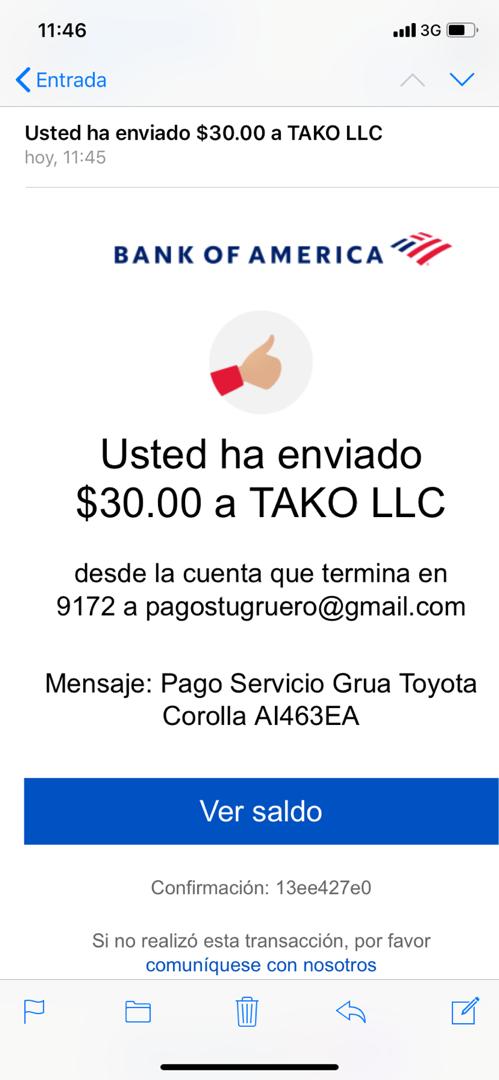 11:46
3G
Entrada
Usted ha enviado $30.00 a TAKO LLC
hoy, 11:45
BANK OF AMERICA
Usted ha enviado
$30.00 a TAKO LLC
desde la cuenta que termina en
9172 a pagostugruero@gmail.com
Mensaje: Pago Servicio Grua Toyota
Corolla AI463EA
Ver saldo
Confirmación: 13ee427e0
Si no realizó esta transacción, por favor
comuníquese con nosotros